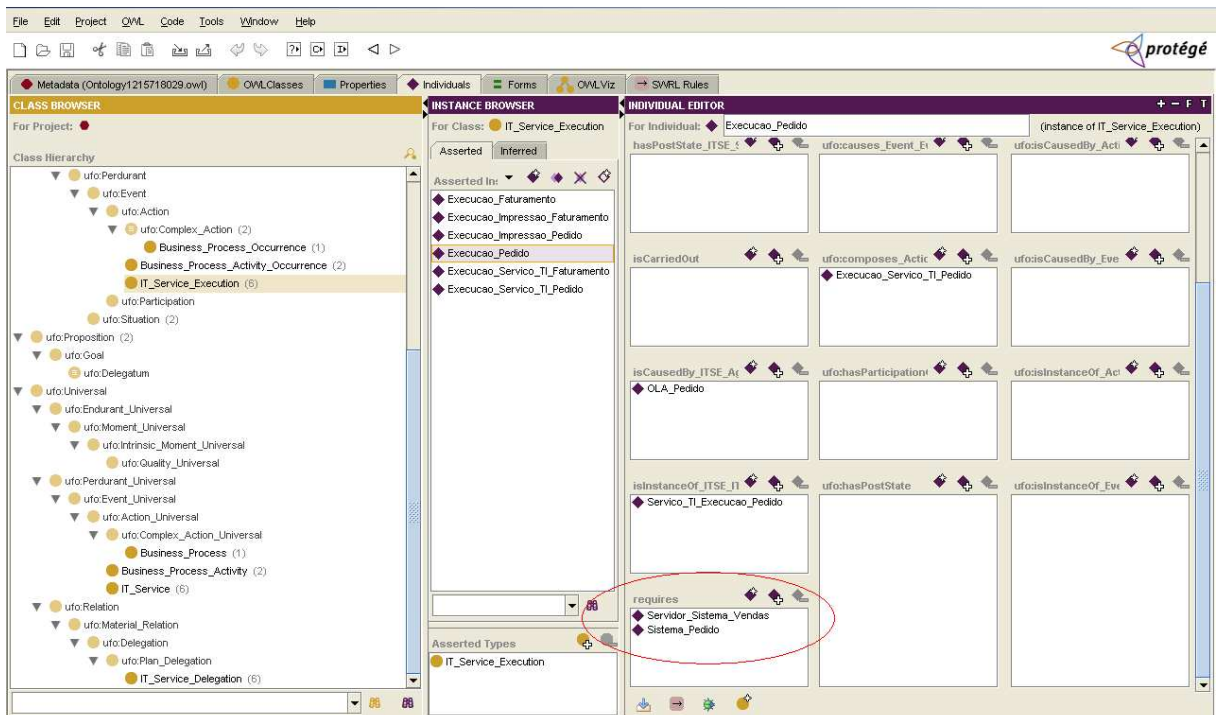 File Edit Project OWL Code Tools Window Help
protégé
Metadata (Ontology1215718029.owl) OWLClasses Properties Individuals Forms OWLViz SWRL Rules
CLASS BROWSER
For Project:
Class Hierarchy
ufo:Perdurant
ufo:Event
ufo:Action
ufo:Complex_Action (2)
Business_Process_Occurrence (1)
Business_Process_Activity_Occurrence (2)
IT_Service_Execution (6)
ufo:Participation
ufo:Situation (2)
ufo:Proposition (2)
ufo:Goal
ufo:Delegatum
ufo:Universal
ufo:Endurant_Universal
ufo:Moment_Universal
ufo:Intrinsic_Moment_Universal
ufo:Quality_Universal
ufo:Perdurant_Universal
ufo:Event_Universal
ufo:Action_Universal
ufo:Complex_Action_Universal
Business_Process (1)
Business_Process_Activity (2)
IT_Service (6)
ufo:Relation
ufo:Material_Relation
ufo:Delegation
ufo:Plan_Delegation
IT_Service_Delegation (6)
INSTANCE BROWSER
For Class: IT_Service_Execution
Asserted Inferred
Asserted In:
Execucao_Faturamento
Execucao_Impressao_Faturamento
Execucao_Impressao_Pedido
Execucao_Pedido
Execucao_Servico_TI_Faturamento
Execucao_Servico_TI_Pedido
Asserted Types
IT_Service_Execution
INDIVIDUAL EDITOR + - F T
For Individual: Execucao_Pedido (instance of IT_Service_Execution)
hasPostState_ITSE_ ufo:causes_Event_E ufo:isCausedBy_Acti
isCarriedOut ufo:composes_Actic ufo:isCausedBy_Eve
Execucao_Servico_TI_Pedido
isCausedBy_ITSE_A ufo:hasParticipation ufo:isInstanceOf_Act
OLA_Pedido
isInstanceOf_ITSE_I ufo:hasPostState ufo:isInstanceOf_Eve
Servico_TI_Execucao_Pedido
requires
Servidor_Sistema_Vendas
Sistema_Pedido